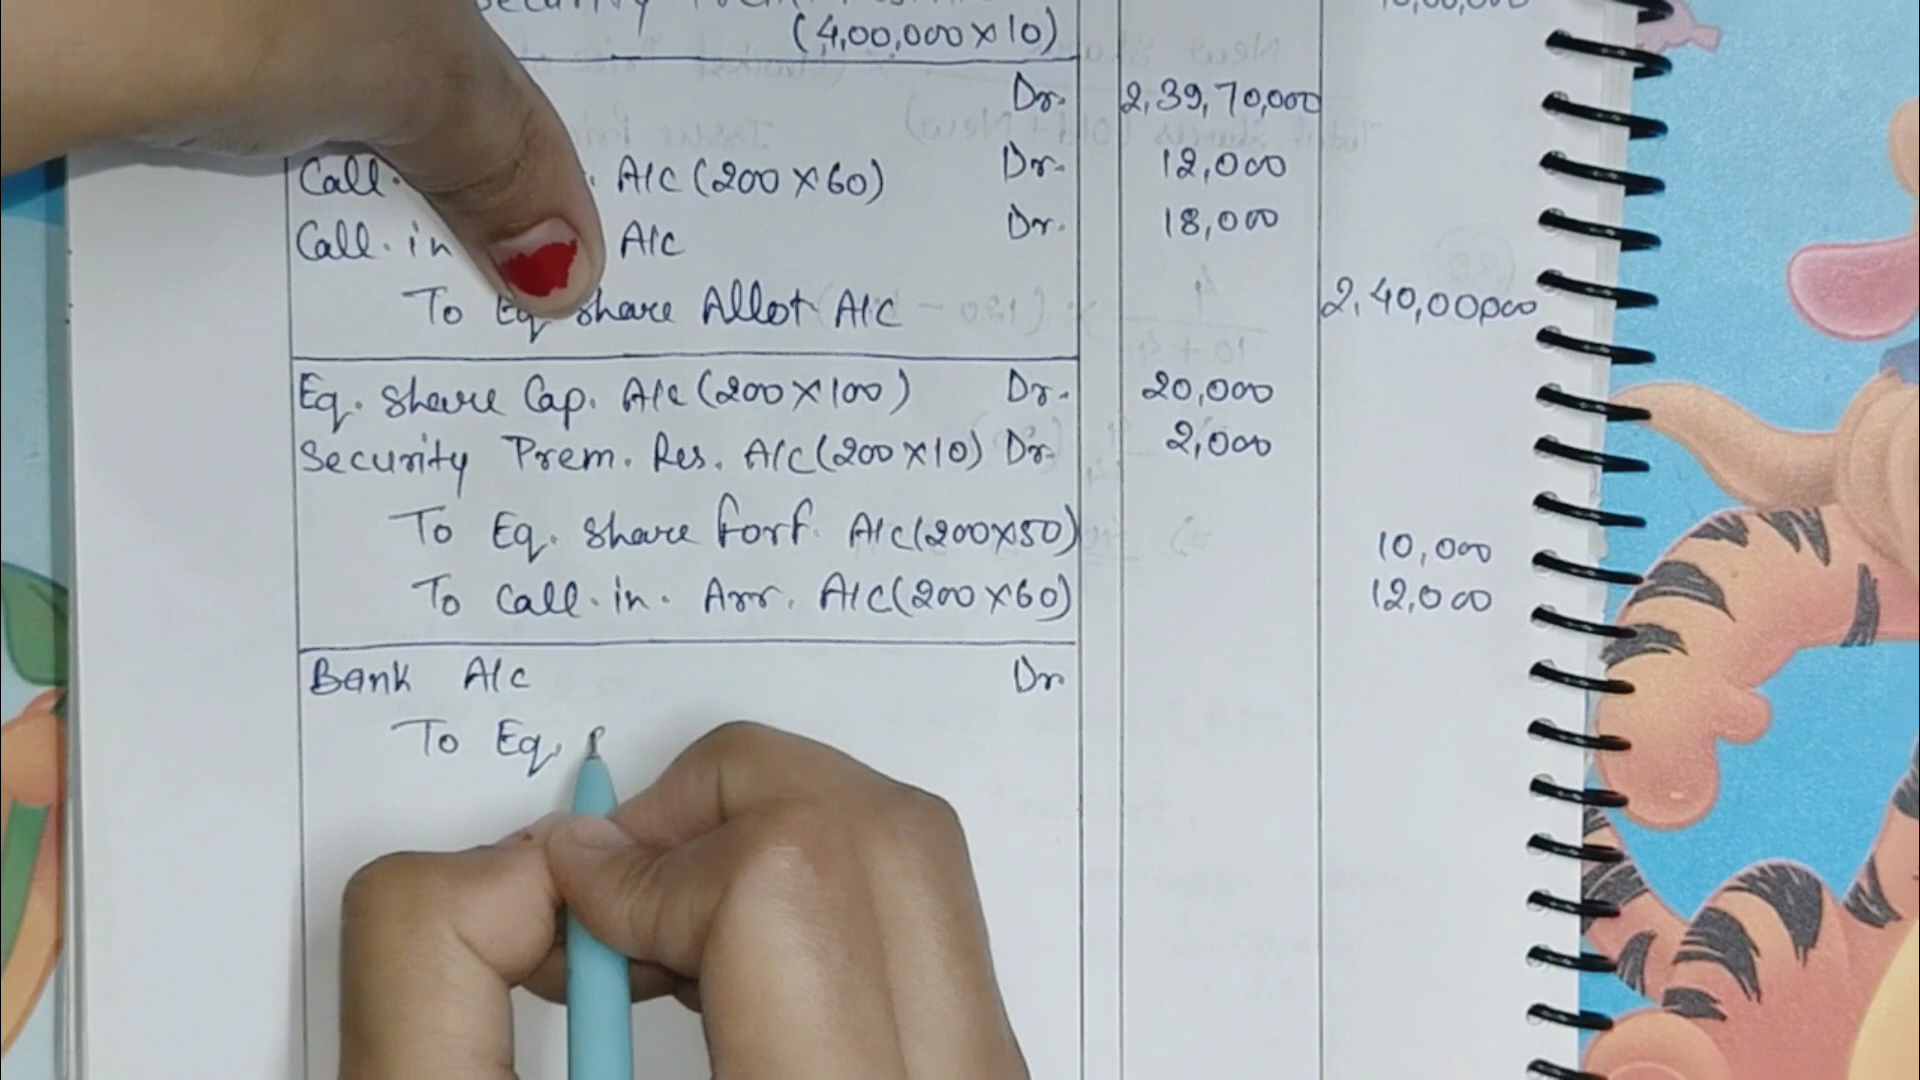 (4,00,000×10)
Dr. 2,39,70,000
Call. A/C (200×60) Dr. 12,000
Call. in A/C Dr. 18,000
To Eq. Share Allot A/C 2,40,00,000
Eq. Share Cap. A/C (200×100) Dr. 20,000
Security Prem. Res. A/C (200×10) Dr. 2,000
To Eq. Share forf. A/C (200×50) 10,000
To Call. in. Arr. A/C (200×60) 12,000
Bank A/C Dr.
To Eq.